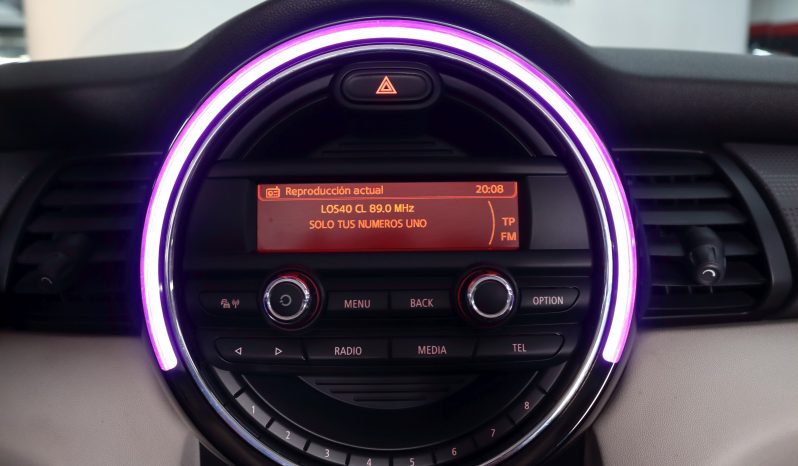 Reproducción actual 20:08
LOS40 CL 89.0 MHz
SOLO TUS NUMEROS UNO
TP
FM
MENU BACK OPTION
RADIO MEDIA TEL
1 2 3 4 5 6 7 8